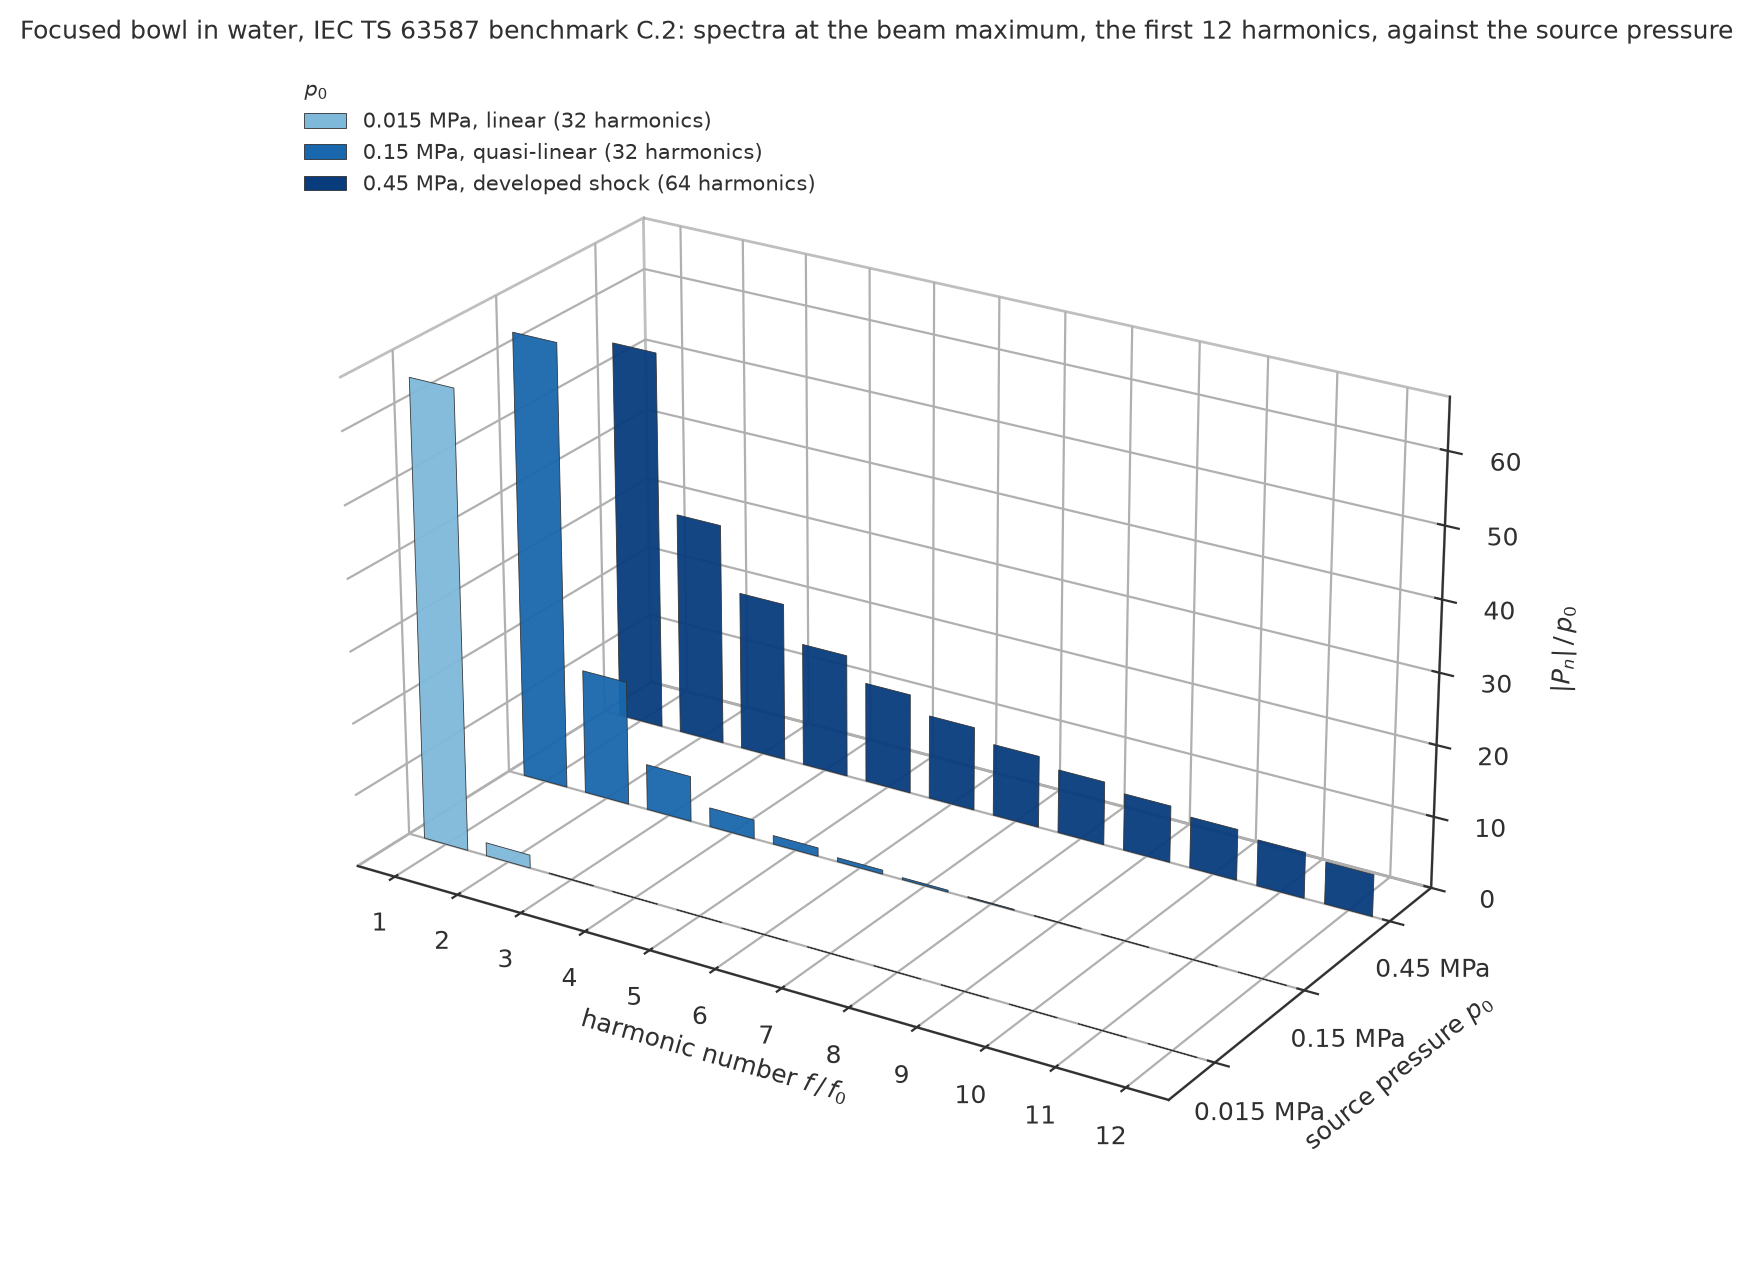 Focused bowl in water, IEC TS 63587 benchmark C.2: spectra at the beam maximum, the first 12 harmonics, against the source pressure
p₀
0.015 MPa, linear (32 harmonics)
0.15 MPa, quasi-linear (32 harmonics)
0.45 MPa, developed shock (64 harmonics)
60
50
40
30
20
10
0
|Pₙ| / p₀
1
2
3
4
5
6
7
8
9
10
11
12
harmonic number f / f₀
0.45 MPa
0.15 MPa
0.015 MPa
source pressure p₀